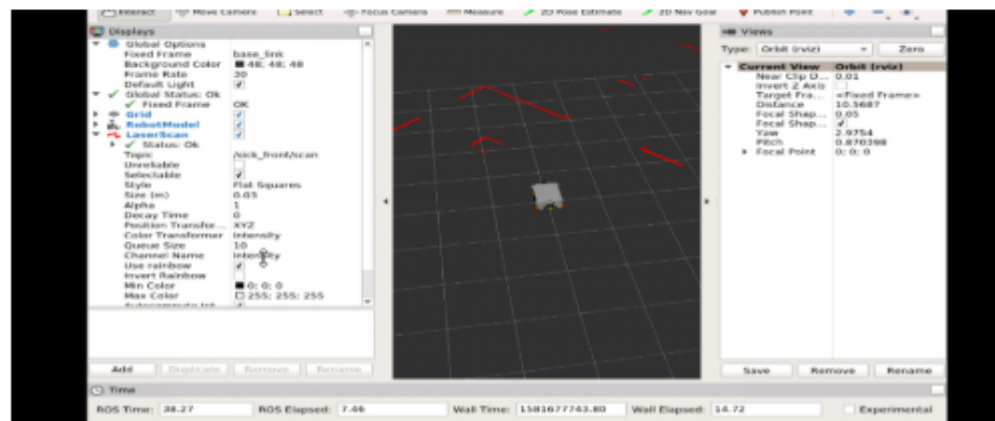 Interact Move Camera Select Focus Camera Measure 2D Pose Estimate 2D Nav Goal Publish Point
Displays
Global Options
Fixed Frame base_link
Background Color 48; 48; 48
Frame Rate 30
Default Light
Global Status: Ok
Fixed Frame OK
Grid
RobotModel
LaserScan
Status: Ok
Topic /sick_front/scan
Unreliable
Selectable
Style Flat Squares
Size (m) 0.03
Alpha 1
Decay Time 0
Position Transfor... XYZ
Color Transformer Intensity
Queue Size 10
Channel Name intensity
Use rainbow
Invert Rainbow
Min Color 0; 0; 0
Max Color 255; 255; 255
Autocompute Int...
Add Duplicate Remove Rename
Views
Type: Orbit (rviz) Zero
Current View Orbit (rviz)
Near Clip D... 0.01
Invert Z Axis
Target Fra... <Fixed Frame>
Distance 10.5687
Focal Shap... 0.05
Focal Shap...
Yaw 2.9754
Pitch 0.870398
Focal Point 0; 0; 0
Save Remove Rename
Time
ROS Time: 38.27 ROS Elapsed: 7.46 Wall Time: 1581677743.80 Wall Elapsed: 14.72 Experimental